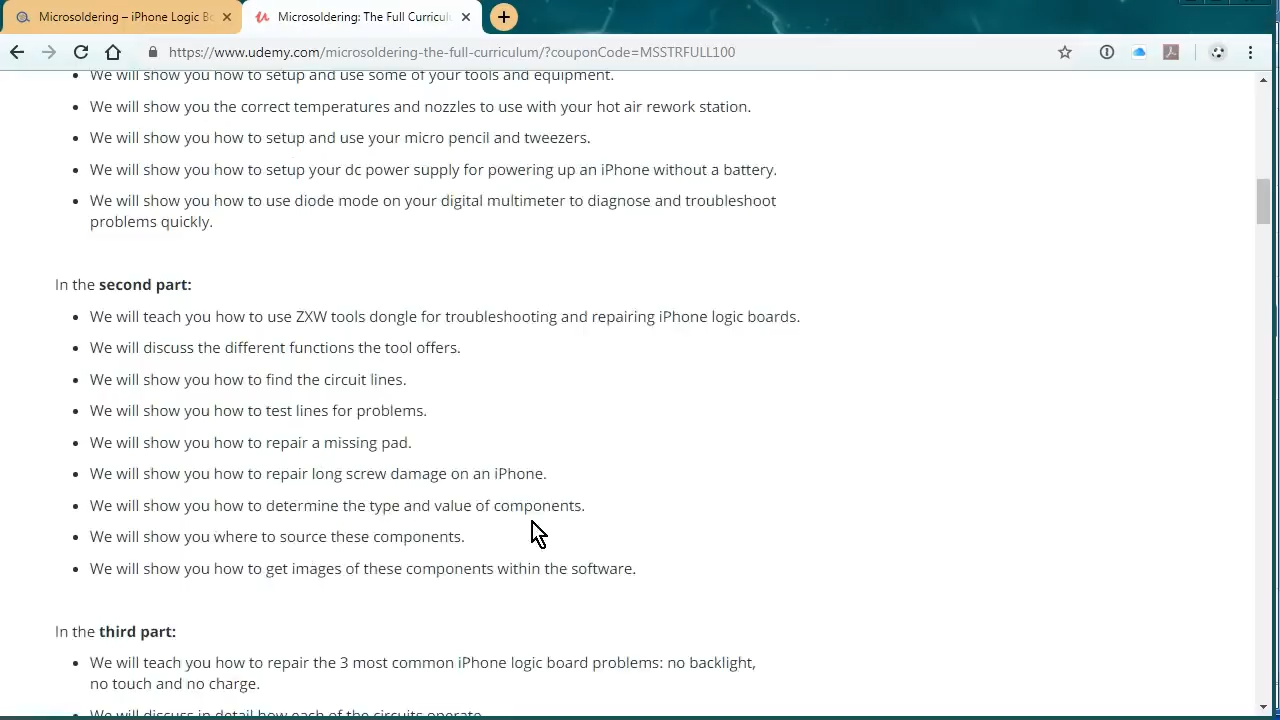 Microsoldering – iPhone Logic Bo
Microsoldering: The Full Curricul
https://www.udemy.com/microsoldering-the-full-curriculum/?couponCode=MSSTRFULL100
We will show you how to setup and use some of your tools and equipment.
We will show you the correct temperatures and nozzles to use with your hot air rework station.
We will show you how to setup and use your micro pencil and tweezers.
We will show you how to setup your dc power supply for powering up an iPhone without a battery.
We will show you how to use diode mode on your digital multimeter to diagnose and troubleshoot
problems quickly.
In the second part:
We will teach you how to use ZXW tools dongle for troubleshooting and repairing iPhone logic boards.
We will discuss the different functions the tool offers.
We will show you how to find the circuit lines.
We will show you how to test lines for problems.
We will show you how to repair a missing pad.
We will show you how to repair long screw damage on an iPhone.
We will show you how to determine the type and value of components.
We will show you where to source these components.
We will show you how to get images of these components within the software.
In the third part:
We will teach you how to repair the 3 most common iPhone logic board problems: no backlight,
no touch and no charge.
We will discuss in detail how each of the circuits operate